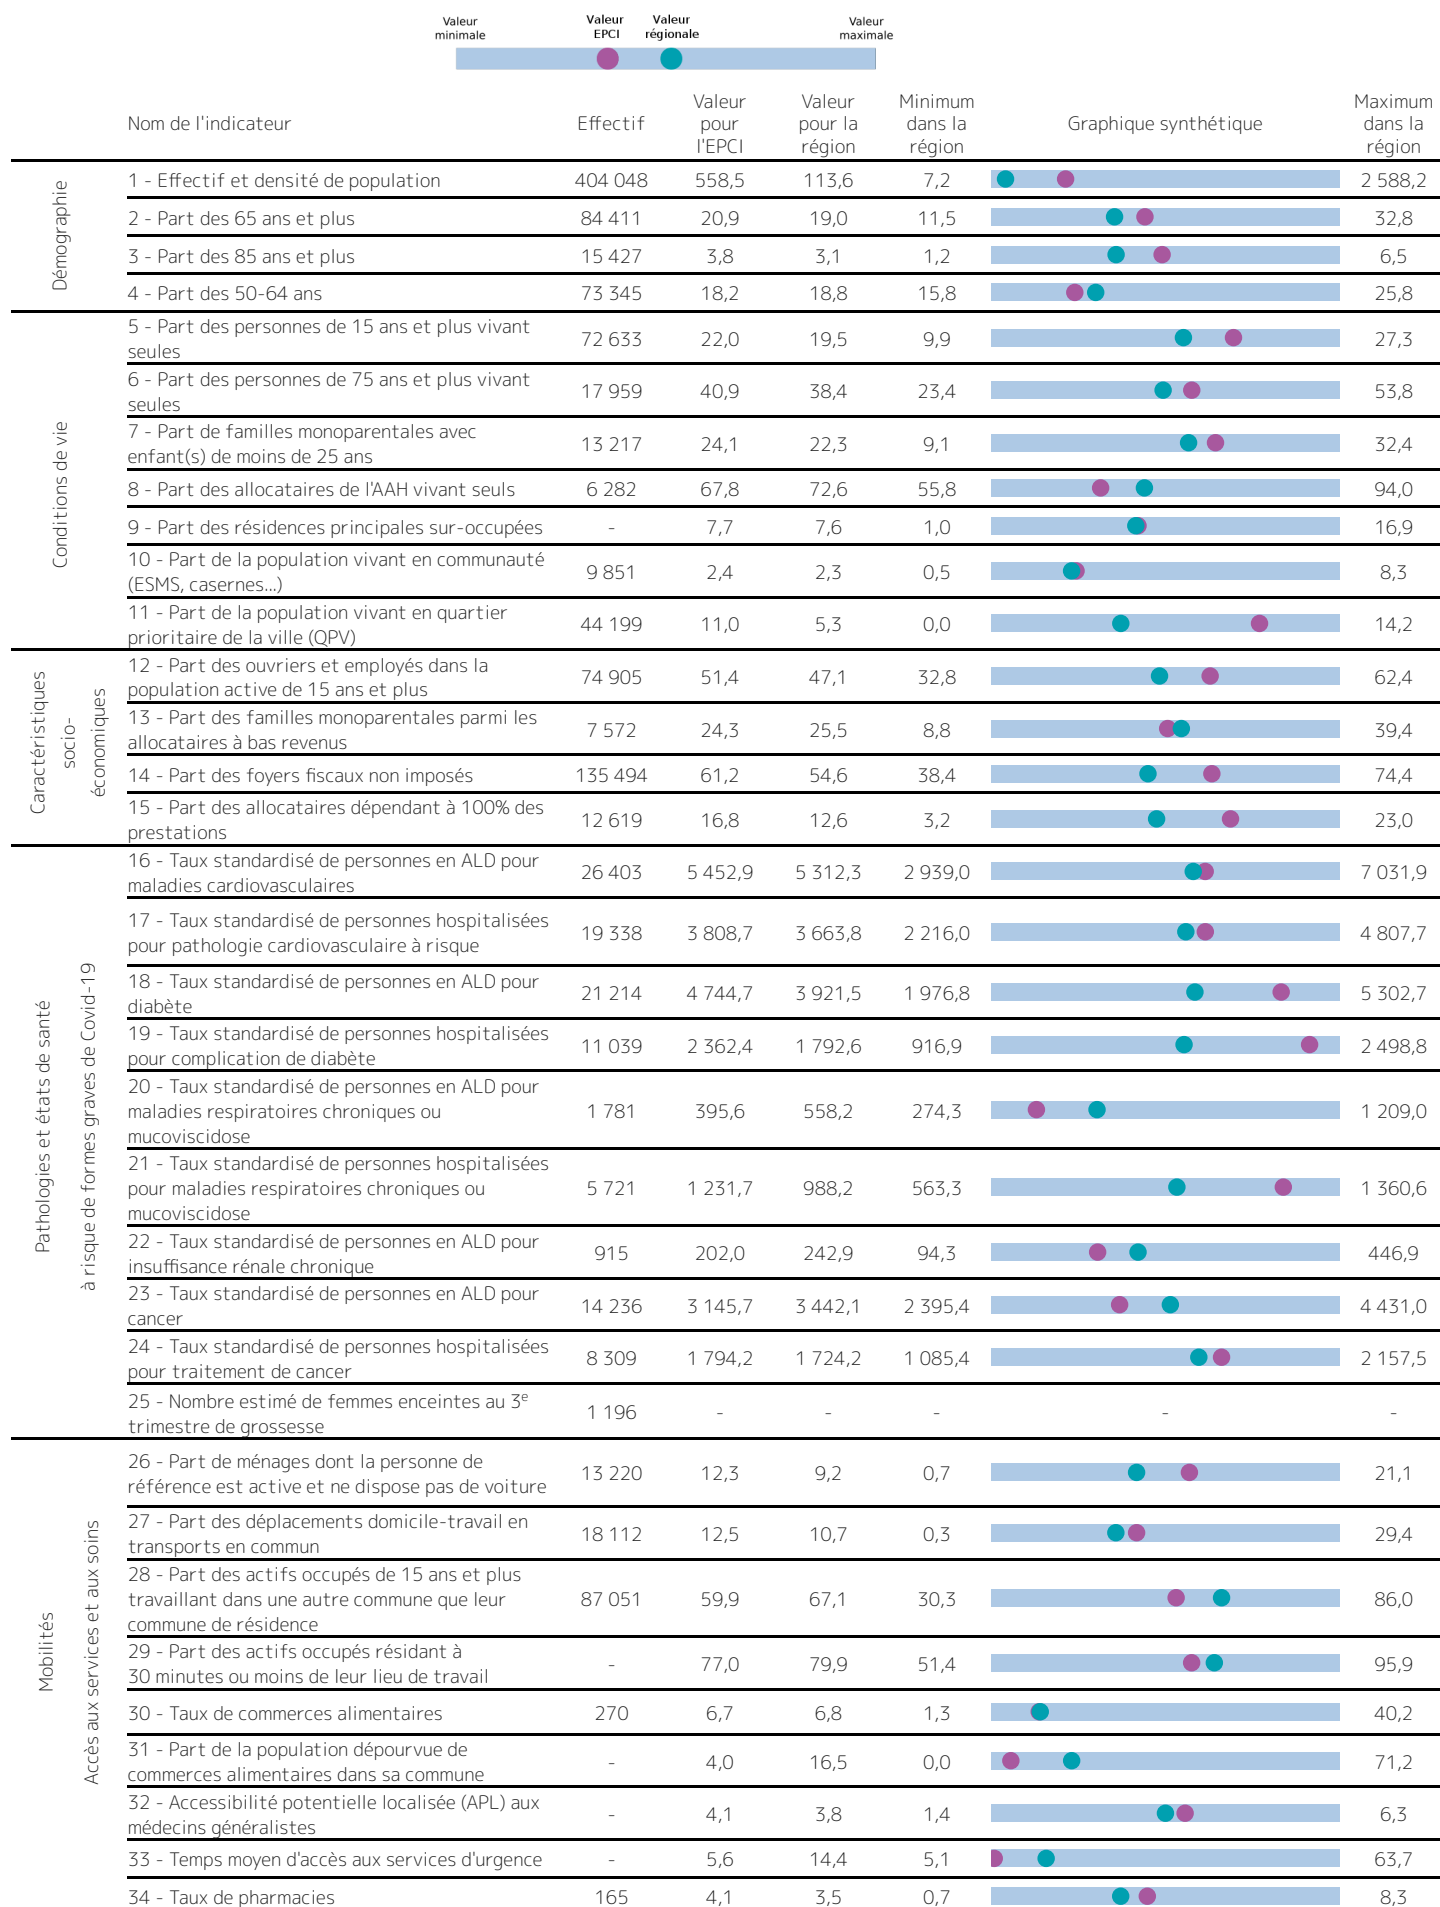 Valeur minimale
Valeur EPCI
Valeur régionale
Valeur maximale
Nom de l'indicateur
Effectif
Valeur pour l'EPCI
Valeur pour la région
Minimum dans la région
Graphique synthétique
Maximum dans la région
Démographie
1 - Effectif et densité de population 404 048 558,5 113,6 7,2 2 588,2
2 - Part des 65 ans et plus 84 411 20,9 19,0 11,5 32,8
3 - Part des 85 ans et plus 15 427 3,8 3,1 1,2 6,5
4 - Part des 50-64 ans 73 345 18,2 18,8 15,8 25,8
Conditions de vie
5 - Part des personnes de 15 ans et plus vivant
seules 72 633 22,0 19,5 9,9 27,3
6 - Part des personnes de 75 ans et plus vivant
seules 17 959 40,9 38,4 23,4 53,8
7 - Part de familles monoparentales avec
enfant(s) de moins de 25 ans 13 217 24,1 22,3 9,1 32,4
8 - Part des allocataires de l'AAH vivant seuls 6 282 67,8 72,6 55,8 94,0
9 - Part des résidences principales sur-occupées - 7,7 7,6 1,0 16,9
10 - Part de la population vivant en communauté
(ESMS, casernes...) 9 851 2,4 2,3 0,5 8,3
11 - Part de la population vivant en quartier
prioritaire de la ville (QPV) 44 199 11,0 5,3 0,0 14,2
Caractéristiques
socio-
économiques
12 - Part des ouvriers et employés dans la
population active de 15 ans et plus 74 905 51,4 47,1 32,8 62,4
13 - Part des familles monoparentales parmi les
allocataires à bas revenus 7 572 24,3 25,5 8,8 39,4
14 - Part des foyers fiscaux non imposés 135 494 61,2 54,6 38,4 74,4
15 - Part des allocataires dépendant à 100% des
prestations 12 619 16,8 12,6 3,2 23,0
Pathologies et états de santé
à risque de formes graves de Covid-19
16 - Taux standardisé de personnes en ALD pour
maladies cardiovasculaires 26 403 5 452,9 5 312,3 2 939,0 7 031,9
17 - Taux standardisé de personnes hospitalisées
pour pathologie cardiovasculaire à risque 19 338 3 808,7 3 663,8 2 216,0 4 807,7
18 - Taux standardisé de personnes en ALD pour
diabète 21 214 4 744,7 3 921,5 1 976,8 5 302,7
19 - Taux standardisé de personnes hospitalisées
pour complication de diabète 11 039 2 362,4 1 792,6 916,9 2 498,8
20 - Taux standardisé de personnes en ALD pour
maladies respiratoires chroniques ou
mucoviscidose 1 781 395,6 558,2 274,3 1 209,0
21 - Taux standardisé de personnes hospitalisées
pour maladies respiratoires chroniques ou
mucoviscidose 5 721 1 231,7 988,2 563,3 1 360,6
22 - Taux standardisé de personnes en ALD pour
insuffisance rénale chronique 915 202,0 242,9 94,3 446,9
23 - Taux standardisé de personnes en ALD pour
cancer 14 236 3 145,7 3 442,1 2 395,4 4 431,0
24 - Taux standardisé de personnes hospitalisées
pour traitement de cancer 8 309 1 794,2 1 724,2 1 085,4 2 157,5
25 - Nombre estimé de femmes enceintes au 3e
trimestre de grossesse 1 196 - - - - -
Mobilités
Accès aux services et aux soins
26 - Part de ménages dont la personne de
référence est active et ne dispose pas de voiture 13 220 12,3 9,2 0,7 21,1
27 - Part des déplacements domicile-travail en
transports en commun 18 112 12,5 10,7 0,3 29,4
28 - Part des actifs occupés de 15 ans et plus
travaillant dans une autre commune que leur
commune de résidence 87 051 59,9 67,1 30,3 86,0
29 - Part des actifs occupés résidant à
30 minutes ou moins de leur lieu de travail - 77,0 79,9 51,4 95,9
30 - Taux de commerces alimentaires 270 6,7 6,8 1,3 40,2
31 - Part de la population dépourvue de
commerces alimentaires dans sa commune - 4,0 16,5 0,0 71,2
32 - Accessibilité potentielle localisée (APL) aux
médecins généralistes - 4,1 3,8 1,4 6,3
33 - Temps moyen d'accès aux services d'urgence - 5,6 14,4 5,1 63,7
34 - Taux de pharmacies 165 4,1 3,5 0,7 8,3